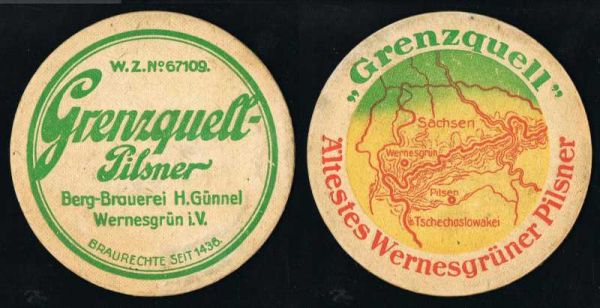 W.Z.No 67109.
Grenzquell-
Pilsner
Berg-Brauerei H.Günnel
Wernesgrün i.V.
BRAURECHTE SEIT 1436.
„Grenzquell”
Sachsen
Wernesgrün
Pilsen
Tschechoslowakei
Ältestes Wernesgrüner Pilsner